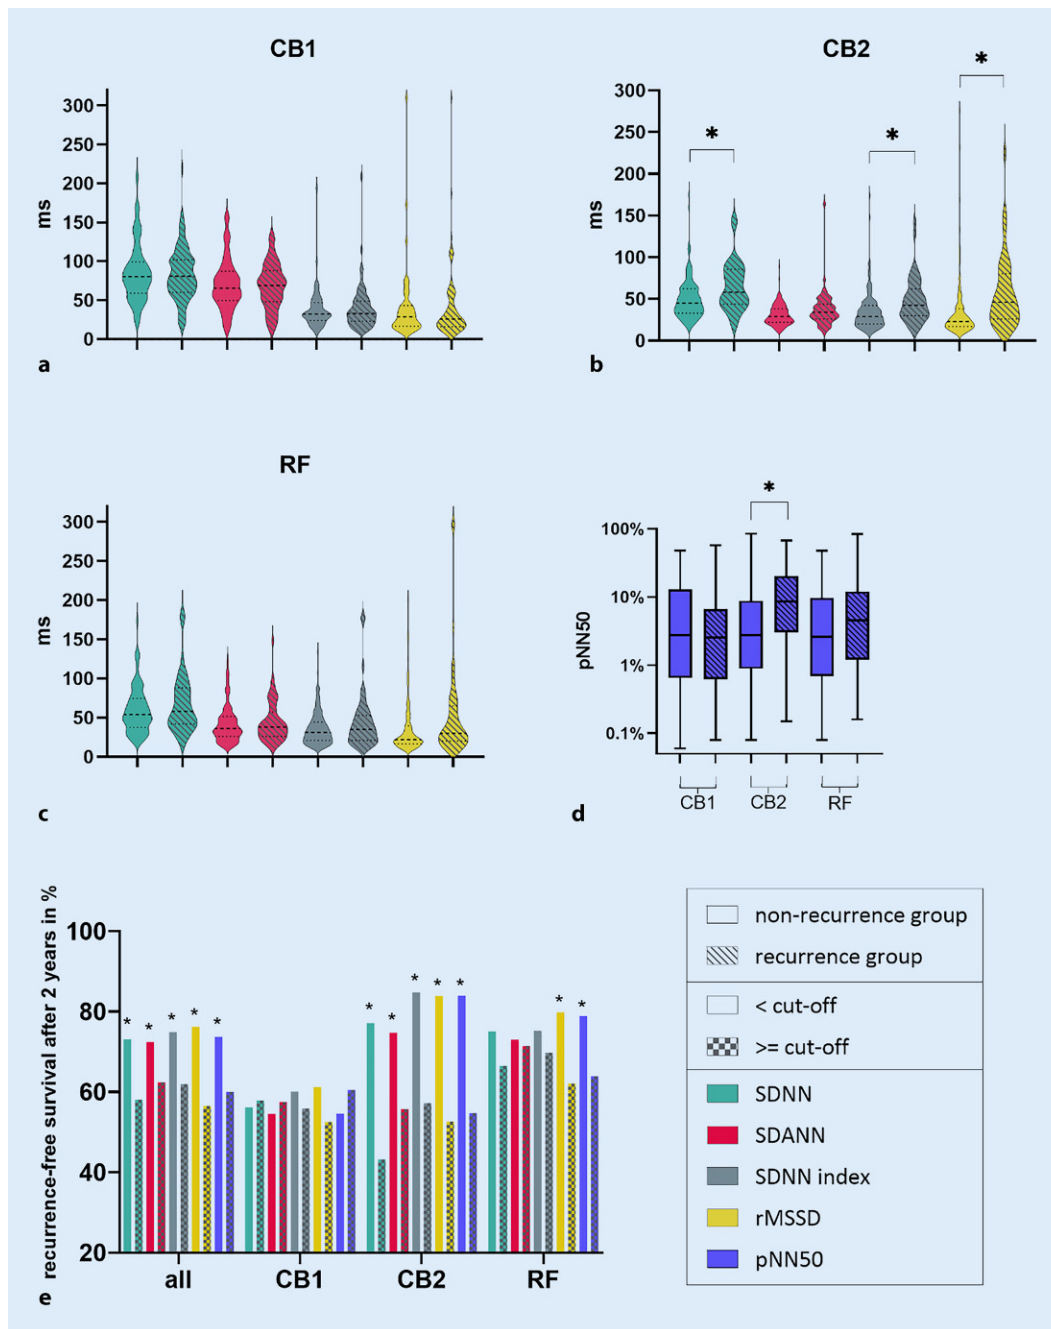 CB1
300
250
200
150
100
50
0
ms
a
CB2
300
250
200
150
100
50
0
ms
*
*
*
b
RF
300
250
200
150
100
50
0
ms
c
100%
10%
1%
0.1%
pNN50
*
CB1 CB2 RF
d
recurrence-free survival after 2 years in %
100
80
60
40
20
* * * * *
* * * * *
* *
all CB1 CB2 RF
e
non-recurrence group
recurrence group
< cut-off
>= cut-off
SDNN
SDANN
SDNN index
rMSSD
pNN50